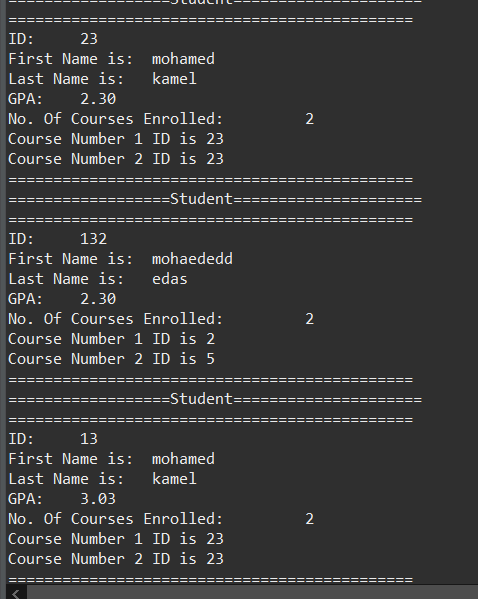 ==================Student=====================
=============================================
ID:     23
First Name is:  mohamed
Last Name is:   kamel
GPA:    2.30
No. Of Courses Enrolled:         2
Course Number 1 ID is 23
Course Number 2 ID is 23
=============================================
==================Student=====================
=============================================
ID:     132
First Name is:  mohaededd
Last Name is:   edas
GPA:    2.30
No. Of Courses Enrolled:         2
Course Number 1 ID is 2
Course Number 2 ID is 5
=============================================
==================Student=====================
=============================================
ID:     13
First Name is:  mohamed
Last Name is:   kamel
GPA:    3.03
No. Of Courses Enrolled:         2
Course Number 1 ID is 23
Course Number 2 ID is 23
=============================================